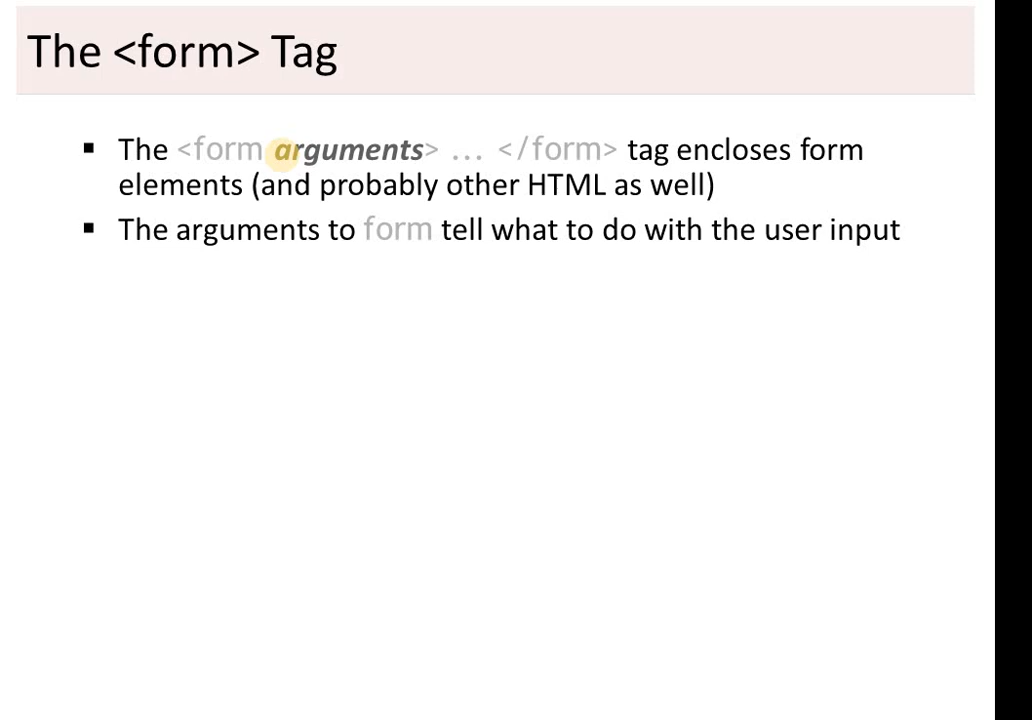 The <form> Tag
▪ The <form arguments> ... </form> tag encloses form
elements (and probably other HTML as well)
▪ The arguments to form tell what to do with the user input